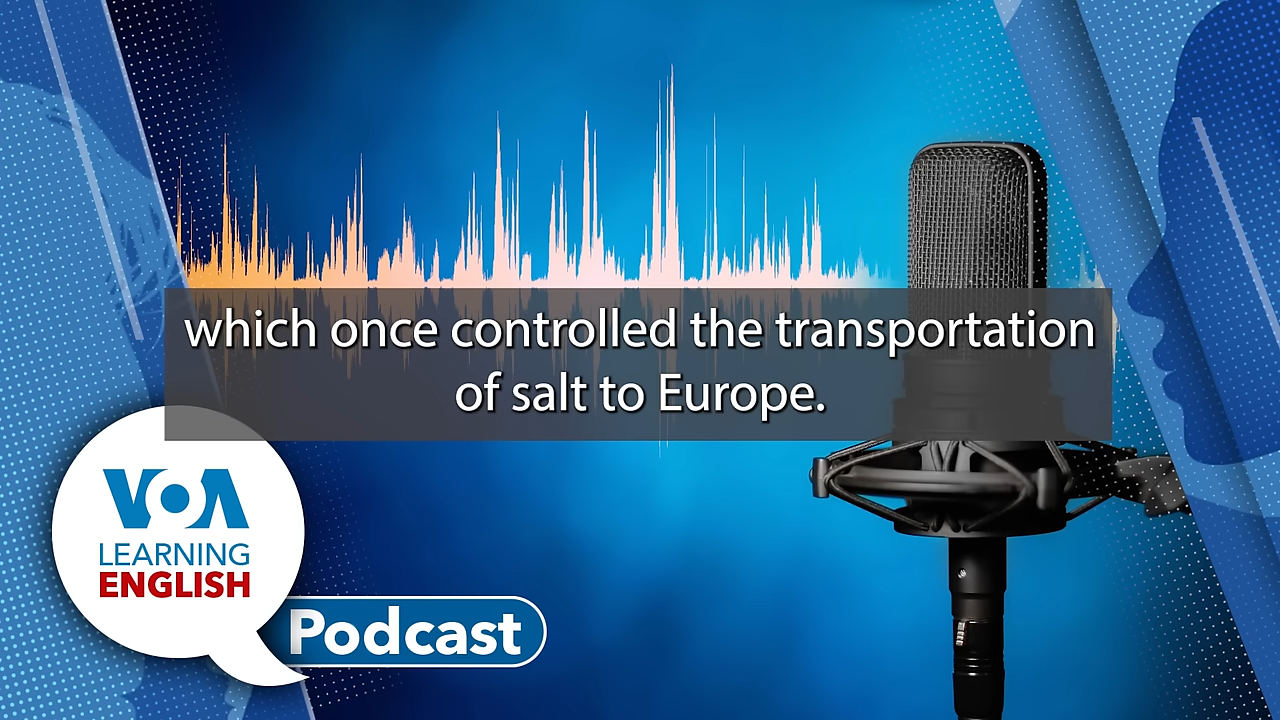 which once controlled the transportation
of salt to Europe.
VOA
LEARNING
ENGLISH
Podcast